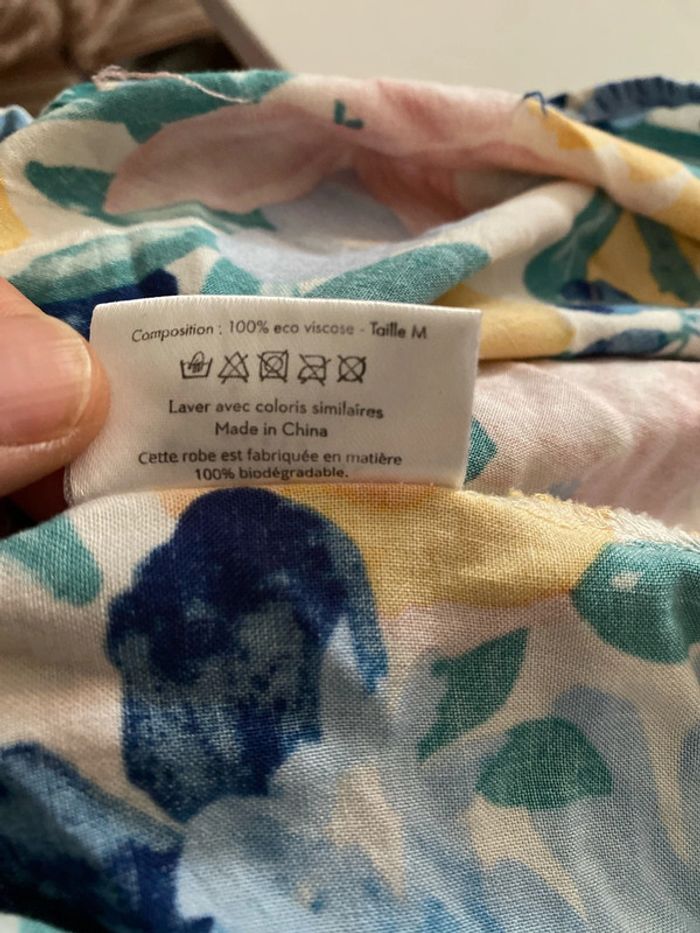 Composition : 100% eco viscose - Taille M
Laver avec coloris similaires
Made in China
Cette robe est fabriquée en matière
100% biodégradable.